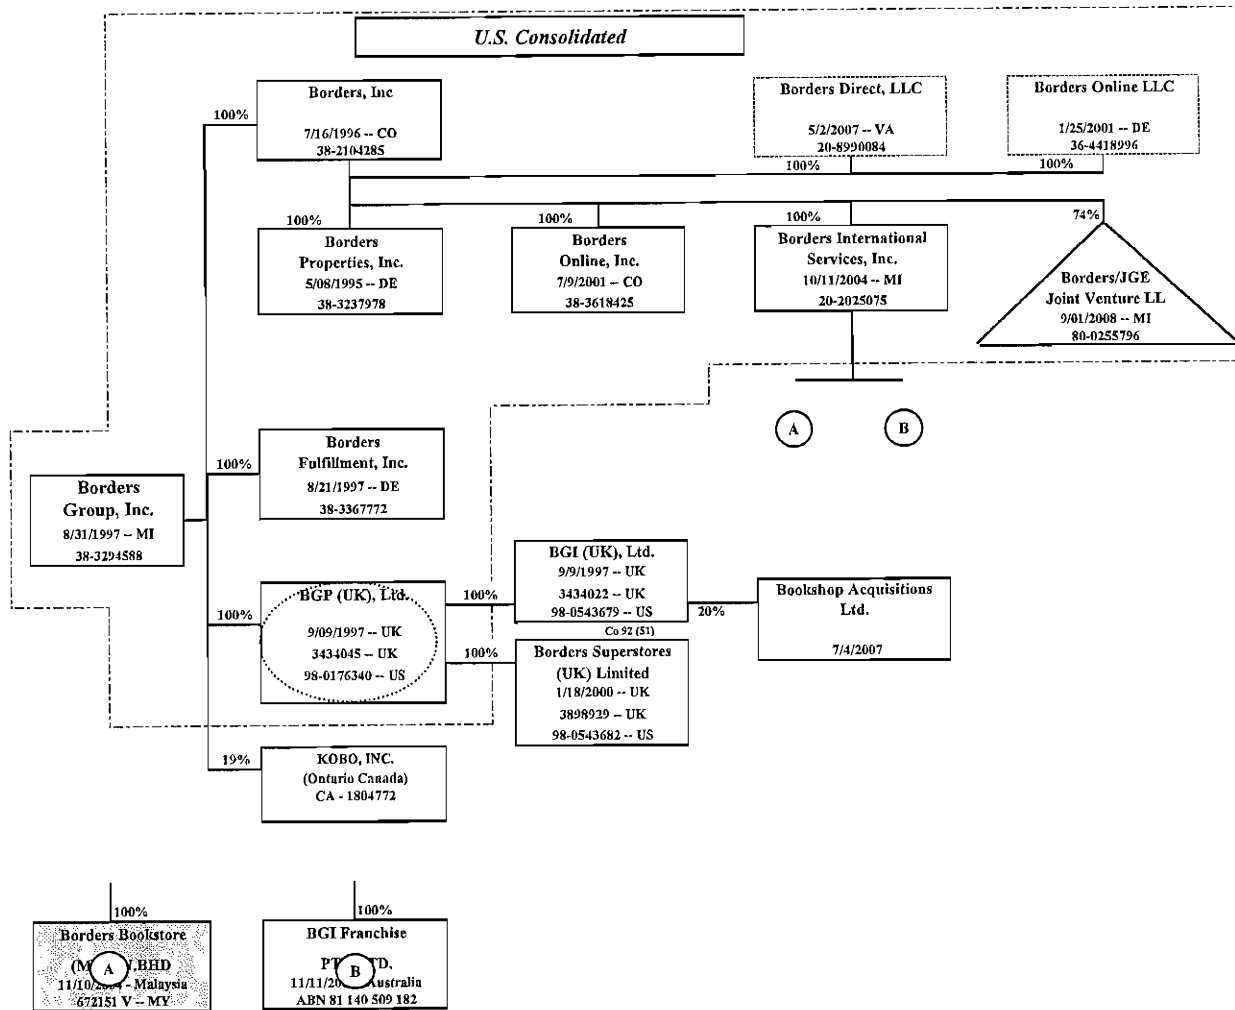 U.S. Consolidated
Borders, Inc
7/16/1996 -- CO
38-2104285
100%
Borders Direct, LLC
5/2/2007 -- VA
20-8990084
100%
Borders Online LLC
1/25/2001 -- DE
36-4418996
100%
100%
Borders
Properties, Inc.
5/08/1995 -- DE
38-3237978
100%
Borders
Online, Inc.
7/9/2001 -- CO
38-3618425
100%
Borders International
Services, Inc.
10/11/2004 -- MI
20-2025075
74%
Borders/JGE
Joint Venture LL
9/01/2008 -- MI
80-0255796
A
B
100%
Borders
Fulfillment, Inc.
8/21/1997 -- DE
38-3367772
Borders
Group, Inc.
8/31/1997 -- MI
38-3294588
100%
BGP (UK), Ltd.
9/09/1997 -- UK
3434045 -- UK
98-0176340 -- US
100%
BGI (UK), Ltd.
9/9/1997 -- UK
3434022 -- UK
98-0543679 -- US
Co 92 (51)
20%
Bookshop Acquisitions
Ltd.
7/4/2007
100%
Borders Superstores
(UK) Limited
1/18/2000 -- UK
3898929 -- UK
98-0543682 -- US
19%
KOBO, INC.
(Onturio Canada)
CA - 1804772
100%
Borders Bookstore
A
- Malaysia
672151 V -- MY
100%
BGI Franchise
B
ABN 81 140 509 182